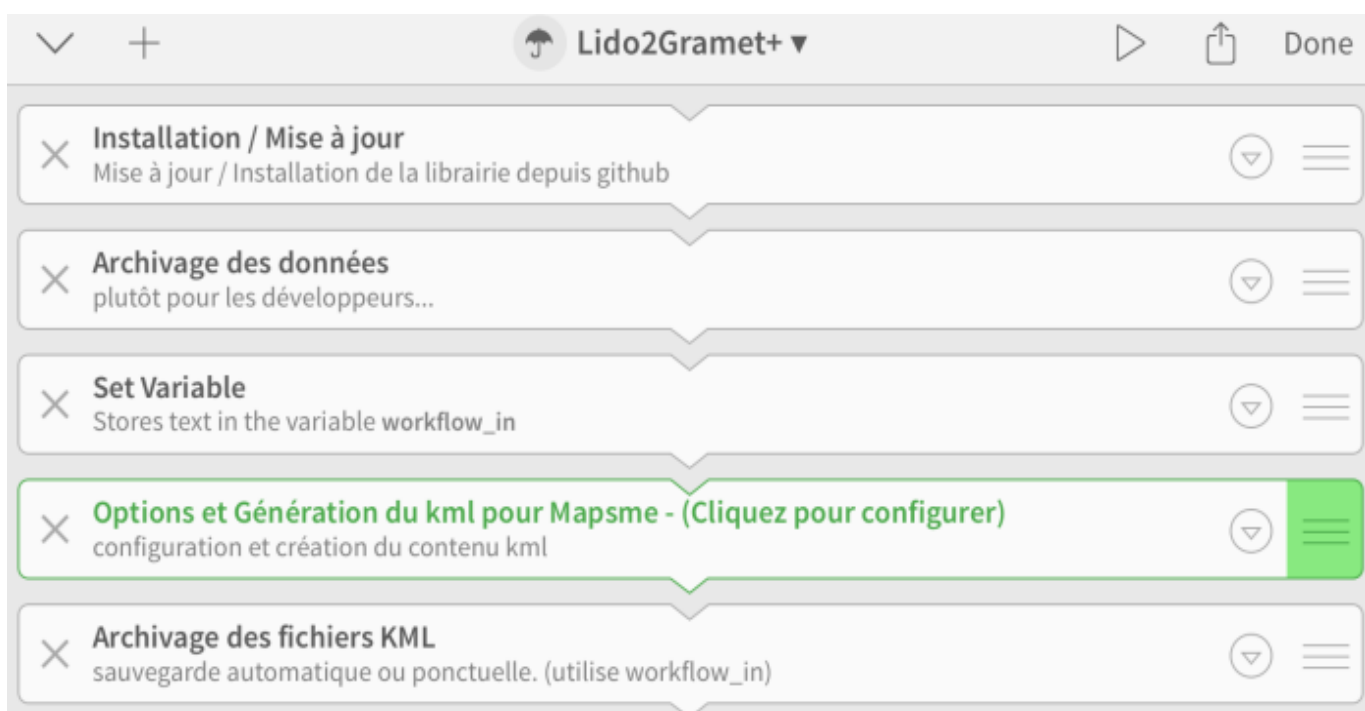 Lido2Gramet+ ▼ Done
Installation / Mise à jour
Mise à jour / Installation de la librairie depuis github
Archivage des données
plutôt pour les développeurs...
Set Variable
Stores text in the variable workflow_in
Options et Génération du kml pour Mapsme - (Cliquez pour configurer)
configuration et création du contenu kml
Archivage des fichiers KML
sauvegarde automatique ou ponctuelle. (utilise workflow_in)